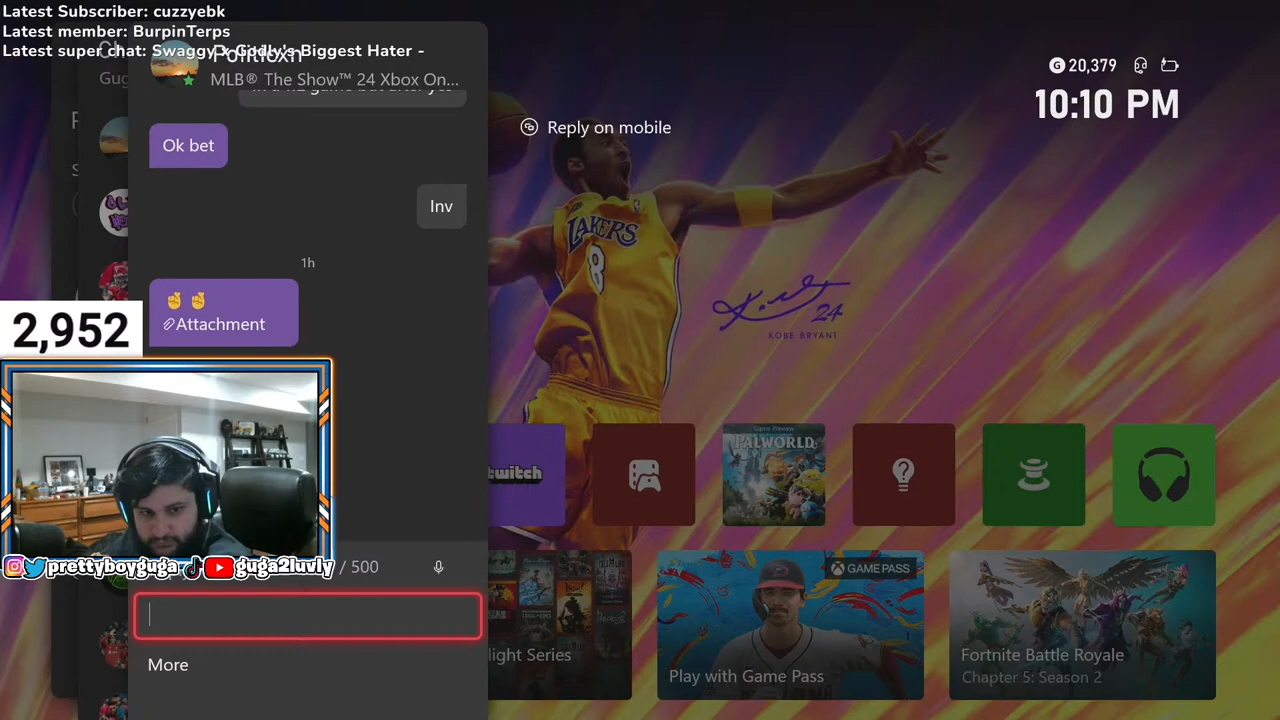 Latest Subscriber: cuzzyebk
Latest member: BurpinTerps
Latest super chat: Swaggy x Godly's Biggest Hater -
Gug
MLB® The Show™ 24 Xbox On...
Ok bet
Inv
1h
🤞 🤞
Attachment
2,952
prettyboyguga
guga2luvly
/ 500
More
Reply on mobile
G 20,379
10:10 PM
LAKERS
8
24
KOBE BRYANT
twitch
Game Preview
PALWORLD
light Series
GAME PASS
Play with Game Pass
Fortnite Battle Royale
Chapter 5: Season 2